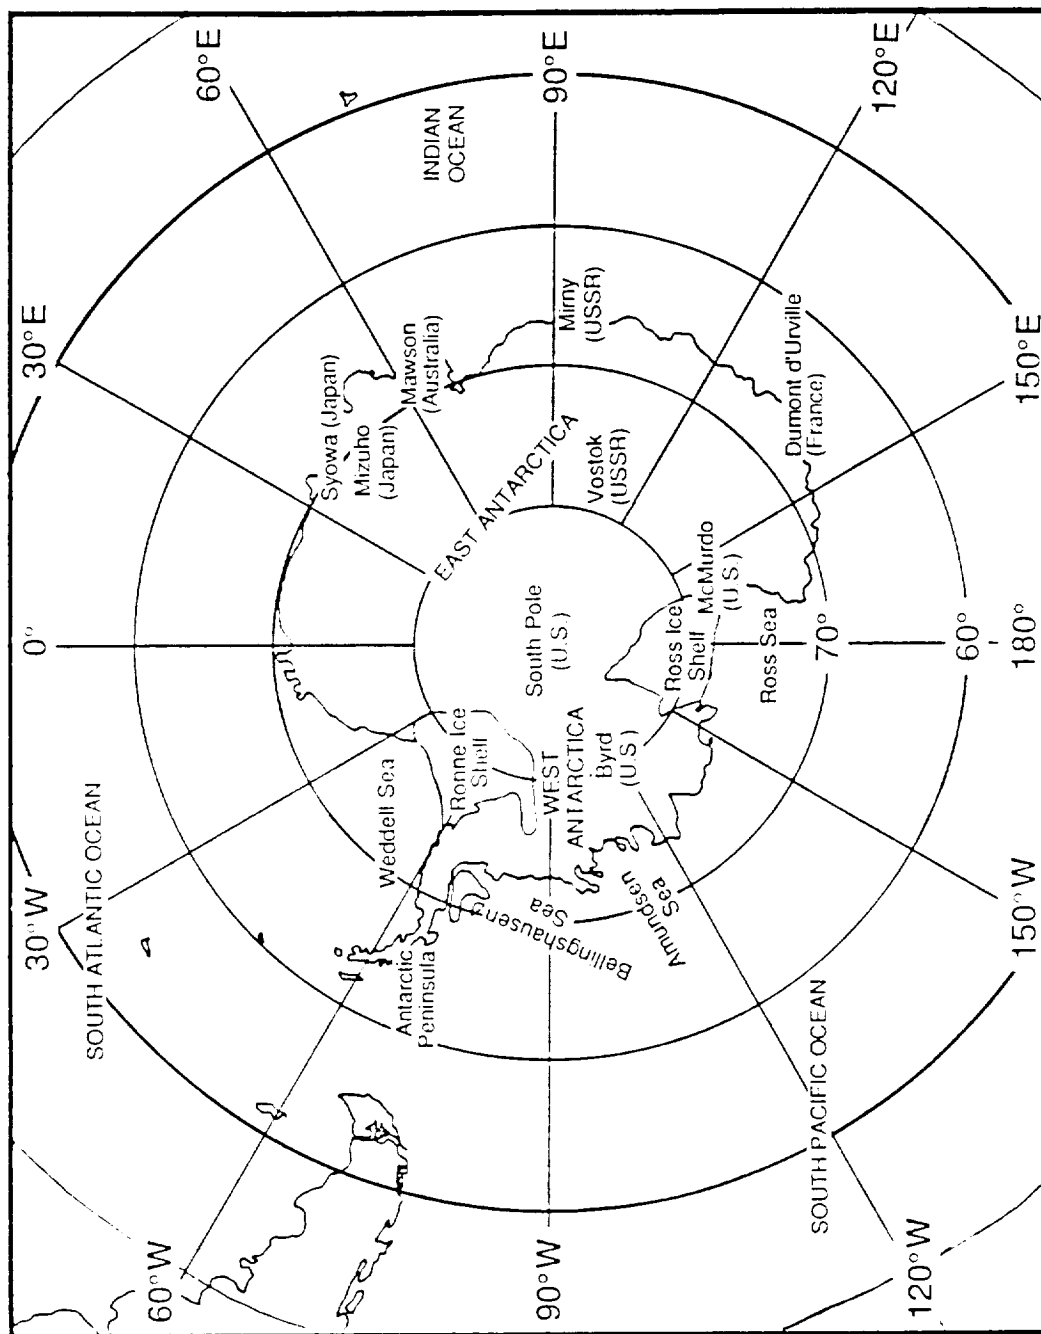 0°
30°E
60°E
90°E
120°E
150°E
180°
150°W
120°W
90°W
60°W
30°W
SOUTH ATLANTIC OCEAN
INDIAN
OCEAN
SOUTH PACIFIC OCEAN
Syowa (Japan)
Mizuho
(Japan)
Mawson
(Australia)
Mirny
(USSR)
EAST ANTARCTICA
Vostok
(USSR)
Dumont d'Urville
(France)
South Pole
(U.S.)
McMurdo
(U.S.)
Ross Ice
Shelf
Ross Sea
70°
60°
Weddell Sea
Ronne Ice
Shelf
WEST
ANTARCTICA
Byrd
(U.S.)
Antarctic
Peninsula
Bellingshausen
Sea
Amundsen
Sea